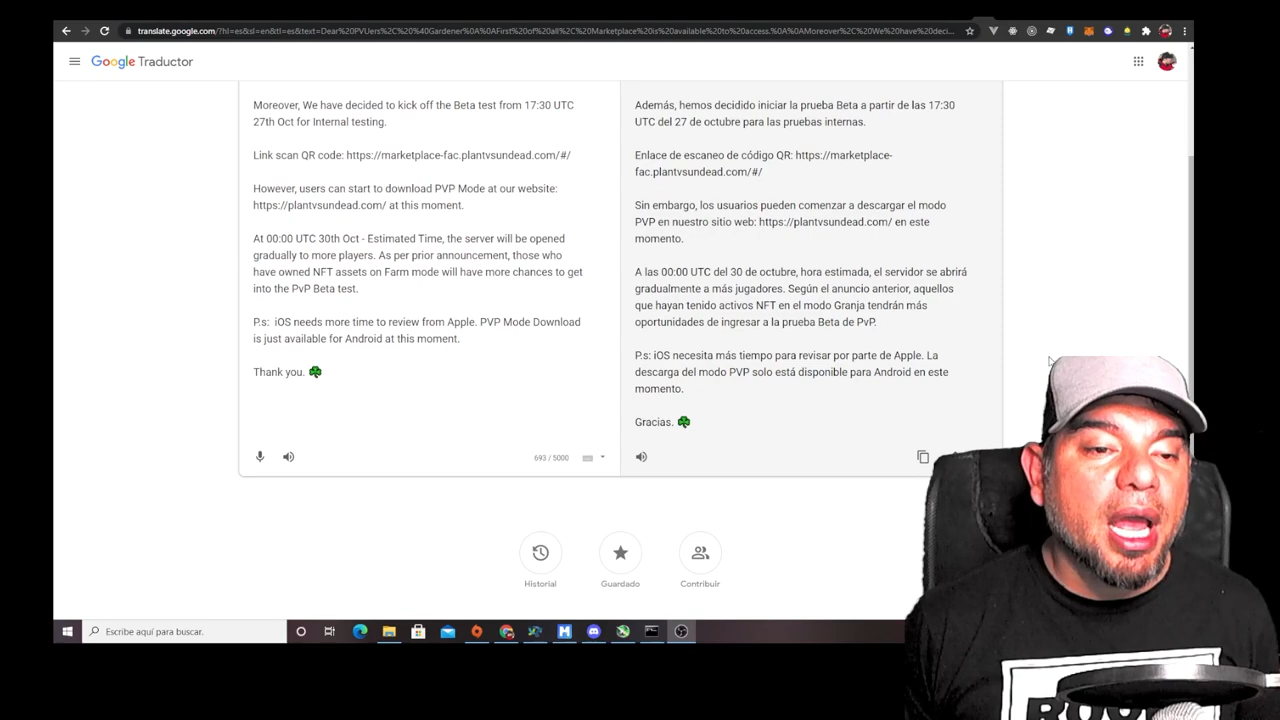 translate.google.com/?hl=es&sl=en&tl=es&text=Dear%20PVUers%2C%20%40Gardener%0A%0AFirst%20of%20all%2C%20Marketplace%20is%20available%20to%20access.%0A%0AMoreover%2C%20We%20have%20deci...
Google Traductor
Moreover, We have decided to kick off the Beta test from 17:30 UTC
27th Oct for Internal testing.
Link scan QR code: https://marketplace-fac.plantvsundead.com/#/
However, users can start to download PVP Mode at our website:
https://plantvsundead.com/ at this moment.
At 00:00 UTC 30th Oct - Estimated Time, the server will be opened
gradually to more players. As per prior announcement, those who
have owned NFT assets on Farm mode will have more chances to get
into the PvP Beta test.
P.s:  iOS needs more time to review from Apple. PVP Mode Download
is just available for Android at this moment.
Thank you. ☘️
693 / 5000
Además, hemos decidido iniciar la prueba Beta a partir de las 17:30
UTC del 27 de octubre para las pruebas internas.
Enlace de escaneo de código QR: https://marketplace-
fac.plantvsundead.com/#/
Sin embargo, los usuarios pueden comenzar a descargar el modo
PVP en nuestro sitio web: https://plantvsundead.com/ en este
momento.
A las 00:00 UTC del 30 de octubre, hora estimada, el servidor se abrirá
gradualmente a más jugadores. Según el anuncio anterior, aquellos
que hayan tenido activos NFT en el modo Granja tendrán más
oportunidades de ingresar a la prueba Beta de PvP.
P.s: iOS necesita más tiempo para revisar por parte de Apple. La
descarga del modo PVP solo está disponible para Android en este
momento.
Gracias. ☘️
Historial
Guardado
Contribuir
Escribe aquí para buscar.